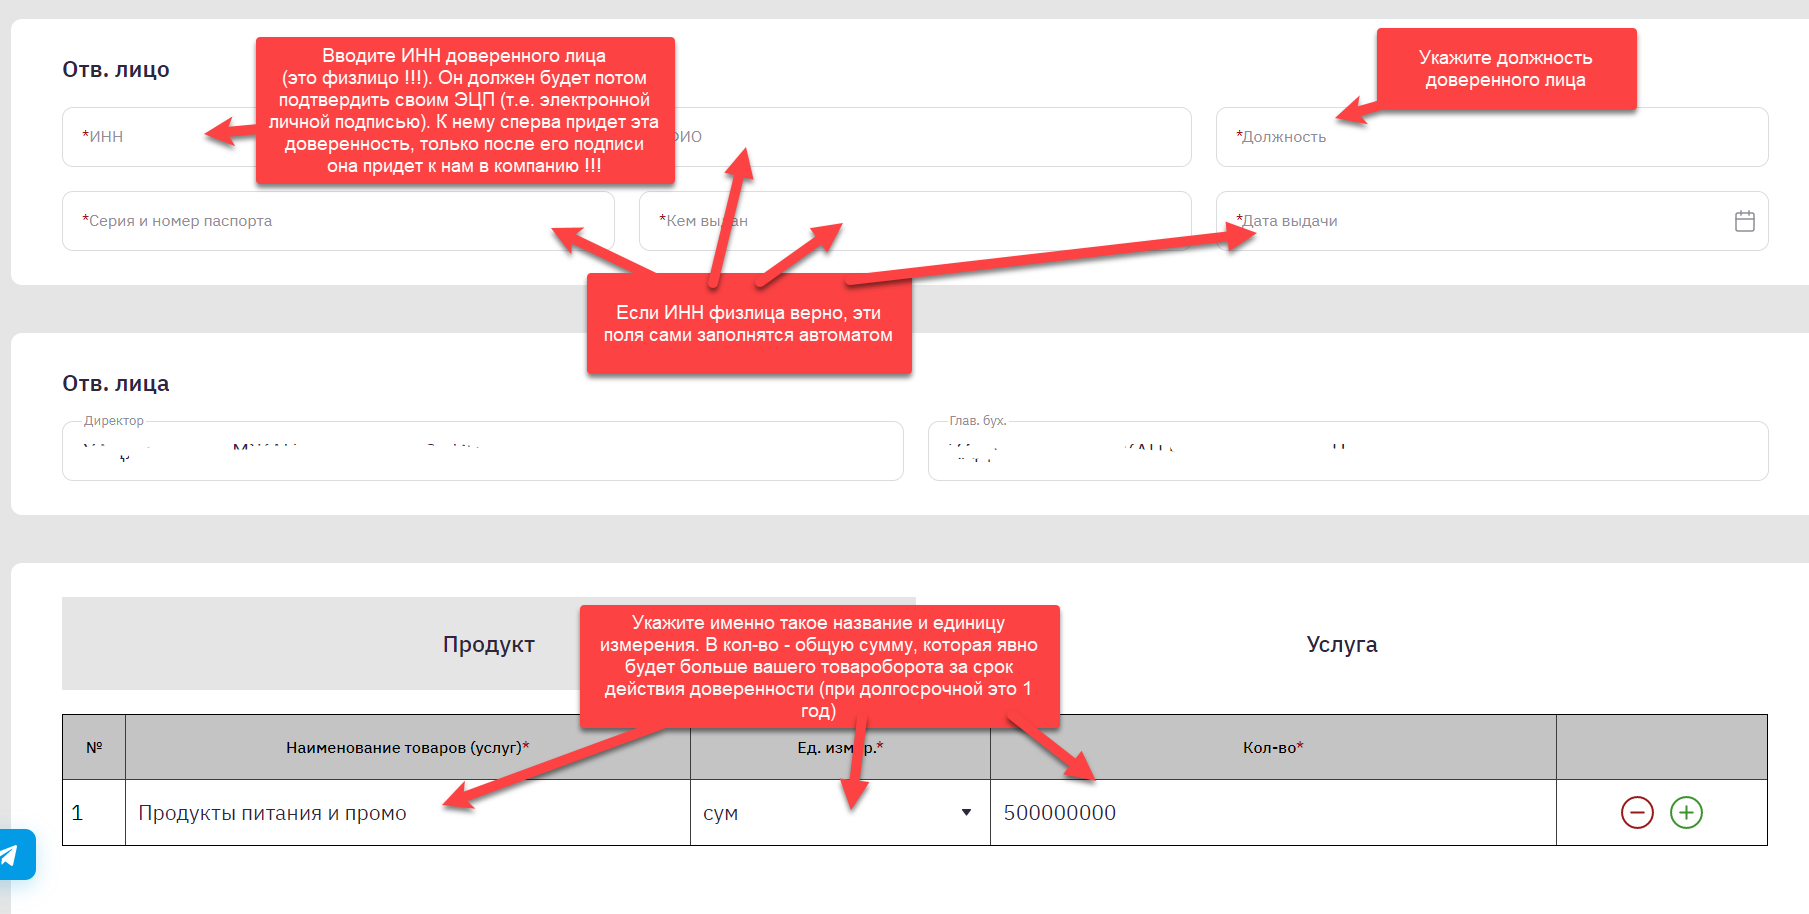 Отв. лицо
Вводите ИНН доверенного лица
(это физлицо !!!). Он должен будет потом
подтвердить своим ЭЦП (т.е. электронной
личной подписью). К нему сперва придет эта
доверенность, только после его подписи
она придет к нам в компанию !!!
Укажите должность
доверенного лица
*ИНН
ФИО
*Должность
*Серия и номер паспорта
*Кем выдан
*Дата выдачи
Если ИНН физлица верно, эти
поля сами заполнятся автоматом
Отв. лица
Директор
Глав. бух.
Укажите именно такое название и единицу
измерения. В кол-во - общую сумму, которая явно
будет больше вашего товароборота за срок
действия доверенности (при долгосрочной это 1
год)
Продукт
Услуга
№
Наименование товаров (услуг)*
Ед. измер.*
Кол-во*
1
Продукты питания и промо
сум
500000000